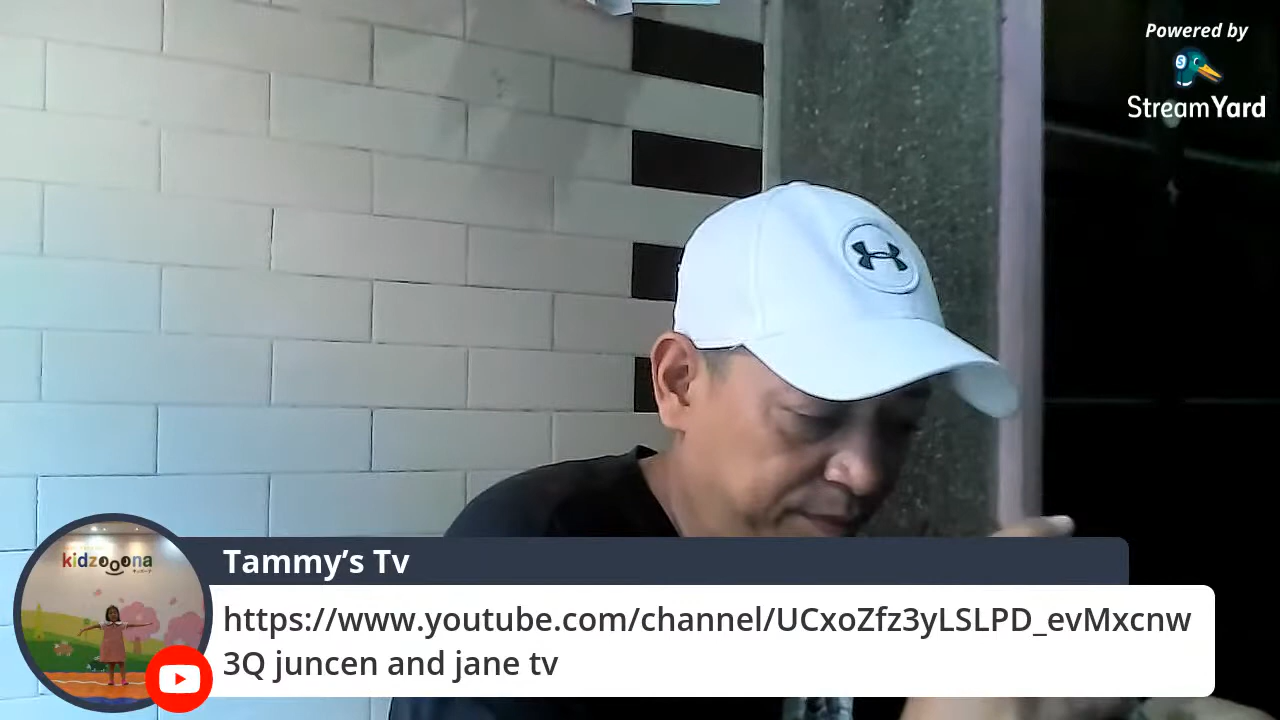 Powered by
StreamYard
kidzooona
Tammy’s Tv
https://www.youtube.com/channel/UCxoZfz3yLSLPD_evMxcnw
3Q juncen and jane tv